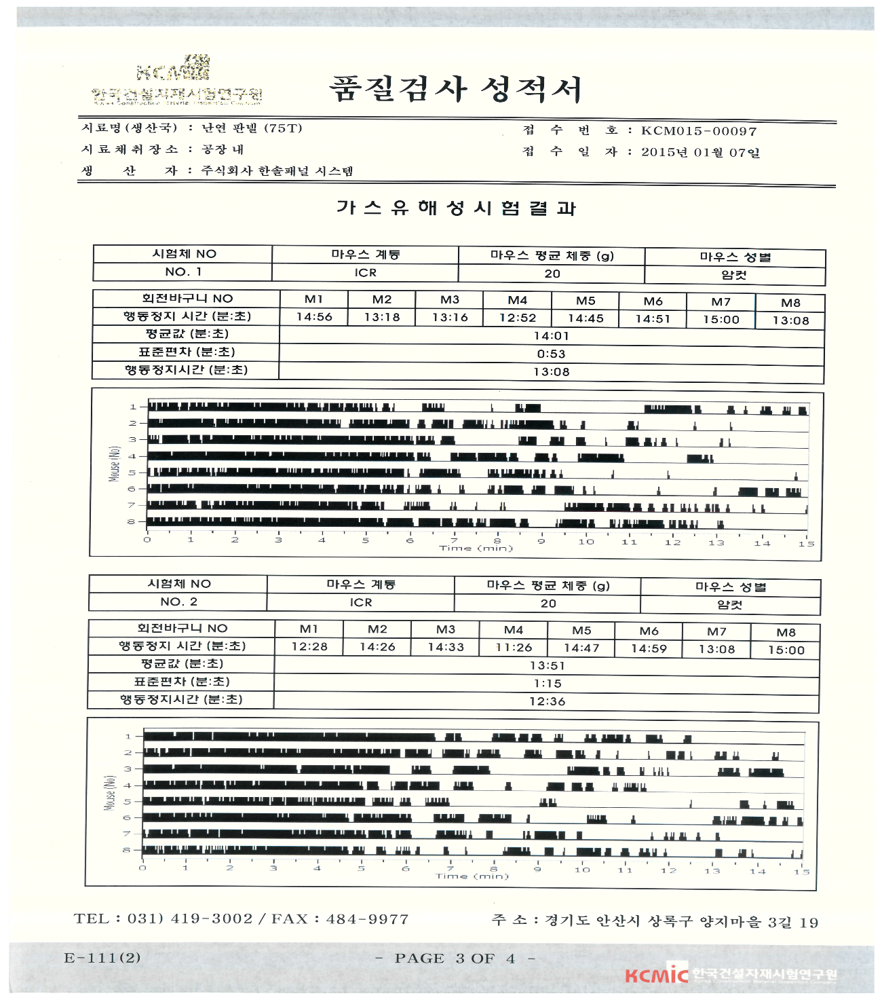 KCMIC
한국건설자재시험연구원
품질검사 성적서
시료명(생산국) : 난연 판넬 (75T)
접 수 번 호 : KCM015-00097
시료채취장소 : 공장내
접 수 일 자 : 2015년 01월 07일
생 산 자 : 주식회사 한솔패널 시스템
가스유해성시험결과
시험체 NO 마우스 계통 마우스 평균 체중 (g) 마우스 성별
NO. 1 ICR 20 암컷
회전바구니 NO M1 M2 M3 M4 M5 M6 M7 M8
행동정지 시간 (분:초) 14:56 13:18 13:16 12:52 14:45 14:51 15:00 13:08
평균값 (분:초) 14:01
표준편차 (분:초) 0:53
행동정지시간 (분:초) 13:08
Mouse (No)
1
2
3
4
5
6
7
8
0 1 2 3 4 5 6 7 8 9 10 11 12 13 14 15
Time (min)
시험체 NO 마우스 계통 마우스 평균 체중 (g) 마우스 성별
NO. 2 ICR 20 암컷
회전바구니 NO M1 M2 M3 M4 M5 M6 M7 M8
행동정지 시간 (분:초) 12:28 14:26 14:33 11:26 14:47 14:59 13:08 15:00
평균값 (분:초) 13:51
표준편차 (분:초) 1:15
행동정지시간 (분:초) 12:36
Mouse (No)
1
2
3
4
5
6
7
8
0 1 2 3 4 5 6 7 8 9 10 11 12 13 14 15
Time (min)
TEL : 031) 419-3002 / FAX : 484-9977
주 소 : 경기도 안산시 상록구 양지마을 3길 19
E-111(2)
- PAGE 3 OF 4 -
KCMIC 한국건설자재시험연구원